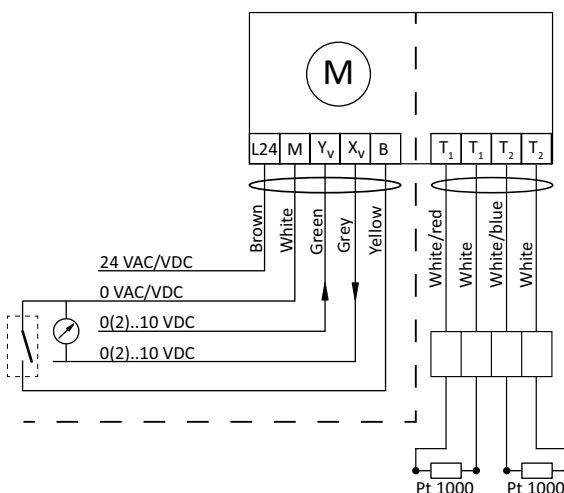 M
L24 M Yv Xv B T1 T1 T2 T2
Brown
White
Green
Grey
Yellow
White/red
White
White/blue
White
24 VAC/VDC
0 VAC/VDC
0(2)..10 VDC
0(2)..10 VDC
Pt 1000 Pt 1000